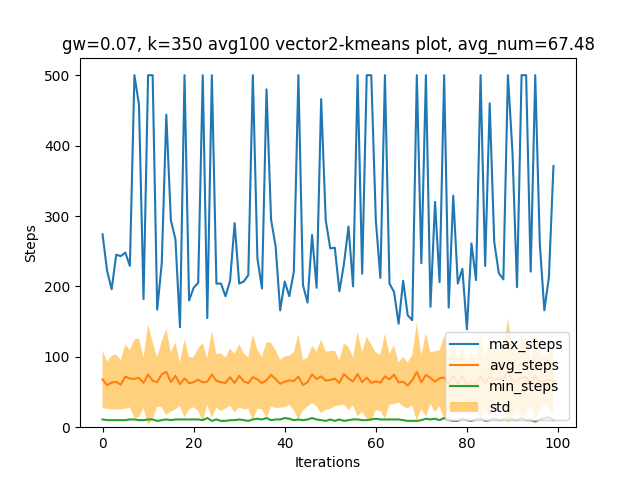 gw=0.07, k=350 avg100 vector2-kmeans plot, avg_num=67.48
500
400
300
200
100
0
Steps
max_steps
avg_steps
min_steps
std
0 20 40 60 80 100
Iterations